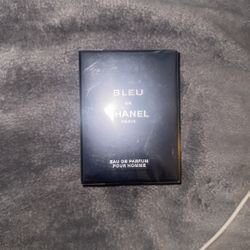 BLEU
DE
CHANEL
PARIS
EAU DE PARFUM
POUR HOMME